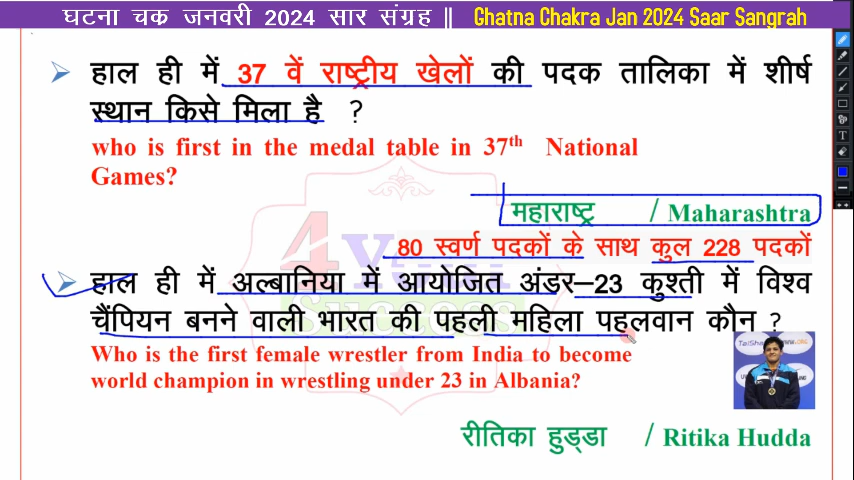 घटना चक्र जनवरी 2024 सार संग्रह || Ghatna Chakra Jan 2024 Saar Sangrah
हाल ही में 37 वें राष्ट्रीय खेलों की पदक तालिका में शीर्ष
स्थान किसे मिला है ?
who is first in the medal table in 37th National
Games?
महाराष्ट्र / Maharashtra
80 स्वर्ण पदकों के साथ कुल 228 पदकों
हाल ही में अल्बानिया में आयोजित अंडर–23 कुश्ती में विश्व
चैंपियन बनने वाली भारत की पहली महिला पहलवान कौन ?
Who is the first female wrestler from India to become
world champion in wrestling under 23 in Albania?
रीतिका हुड्डा / Ritika Hudda